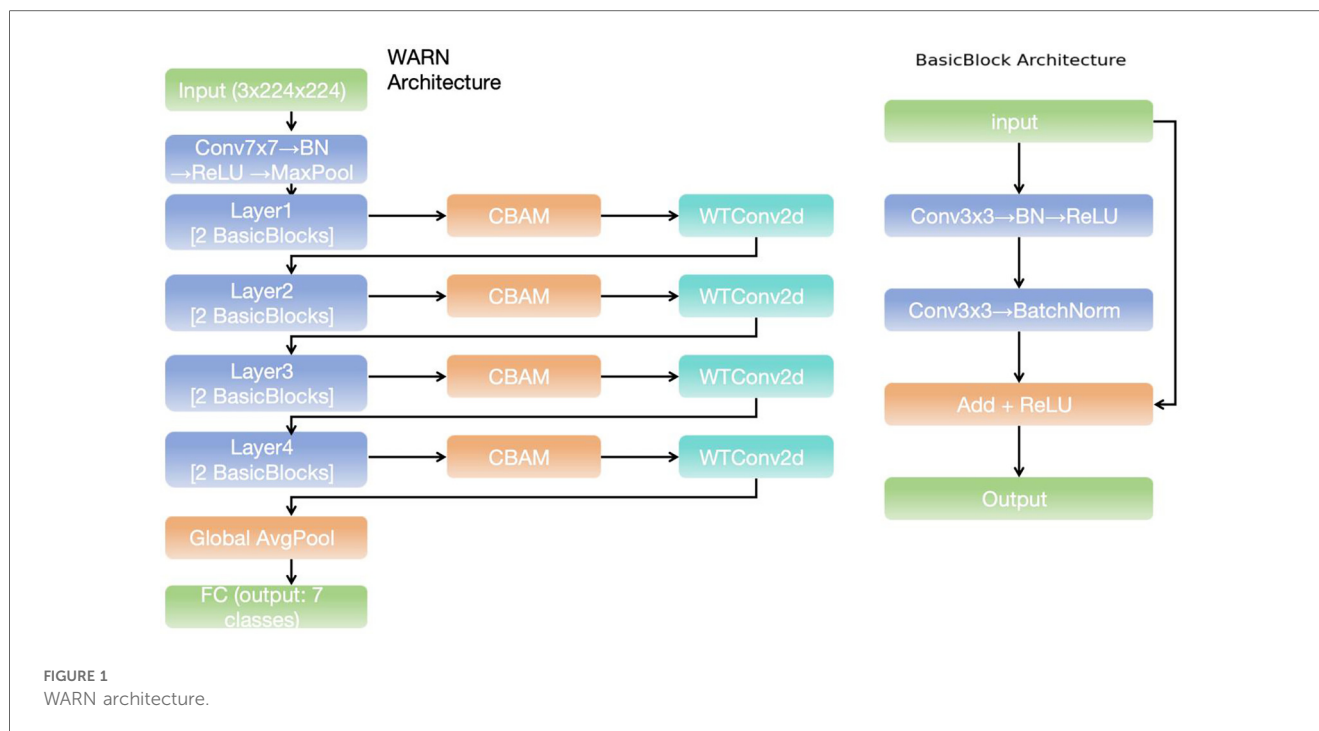 WARN
Architecture
Input (3x224x224)
Conv7x7→BN
→ReLU →MaxPool
Layer1
[2 BasicBlocks]
CBAM
WTConv2d
Layer2
[2 BasicBlocks]
CBAM
WTConv2d
Layer3
[2 BasicBlocks]
CBAM
WTConv2d
Layer4
[2 BasicBlocks]
CBAM
WTConv2d
Global AvgPool
FC (output: 7
classes)
BasicBlock Architecture
input
Conv3x3→BN→ReLU
Conv3x3→BatchNorm
Add + ReLU
Output
FIGURE 1
WARN architecture.